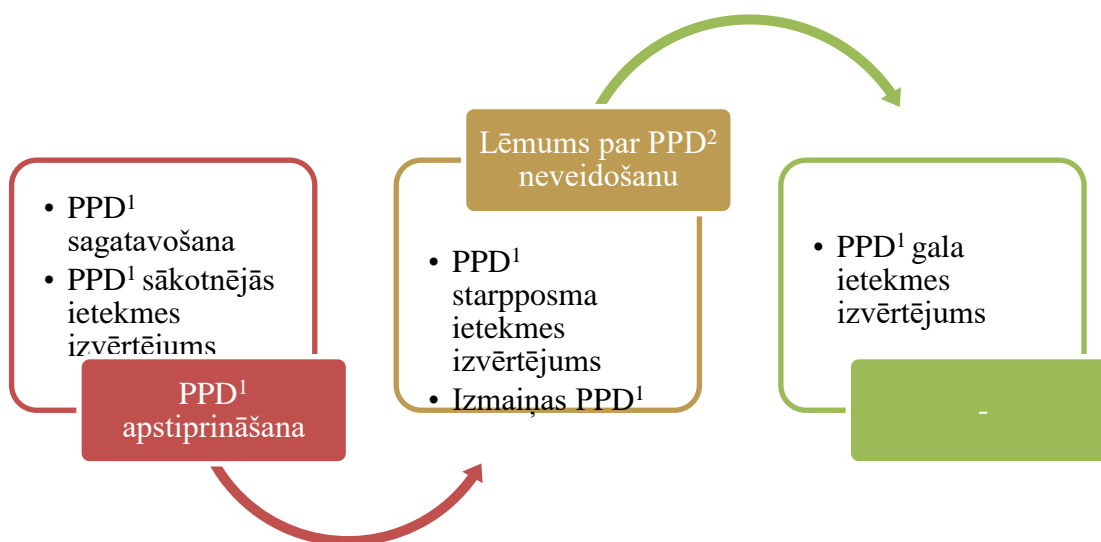 • PPD¹
sagatavošana
• PPD¹ sākotnējās
ietekmes
izvērtējums
PPD¹
apstiprināšana
Lēmums par PPD²
neveidošanu
• PPD¹
starpposma
ietekmes
izvērtējums
• Izmaiņas PPD¹
• PPD¹ gala
ietekmes
izvērtējums
-